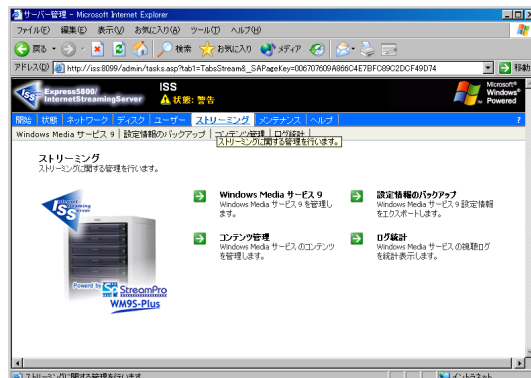 サーバー管理 - Microsoft Internet Explorer
ファイル(F) 編集(E) 表示(V) お気に入り(A) ツール(T) ヘルプ(H)
戻る 検索 お気に入り メディア
アドレス(D) http://iss:8099/admin/tasks.asp?tab1=TabsStream&_SAPageKey=006707609A866C4E7BFC89C2DCF49D74 移動
iss Express5800/ InternetStreamingServer
ISS
状態: 警告
Microsoft® Windows® Powered
開始 状態 ネットワーク ディスク ユーザー ストリーミング メンテナンス ヘルプ ?
Windows Media サービス 9 設定情報のバックアップ コンテンツ管理 ログ統計
ストリーミングに関する管理を行います。
ストリーミング
ストリーミングに関する管理を行います。
Windows Media サービス 9
Windows Media サービス 9 を管理します。
設定情報のバックアップ
Windows Media サービス 9 設定情報をエクスポートします。
コンテンツ管理
Windows Media サービス のコンテンツを管理します。
ログ統計
Windows Media サービス の視聴ログを統計表示します。
iss Internet Streaming Server
Powered by Sp StreamPro
WM9S-Plus
ストリーミングに関する管理を行います。
イントラネット